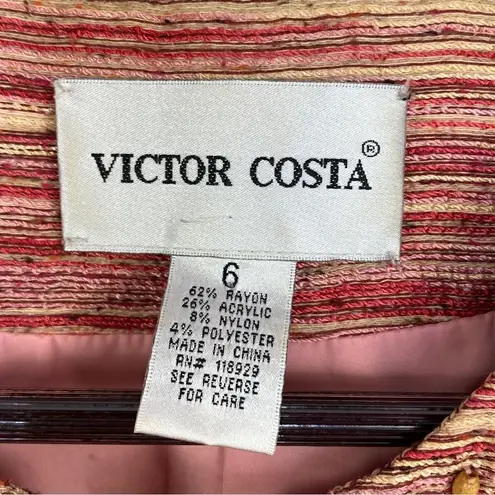 VICTOR COSTA®
6
62% RAYON
26% ACRYLIC
8% NYLON
4% POLYESTER
MADE IN CHINA
RN# 118929
SEE REVERSE
FOR CARE